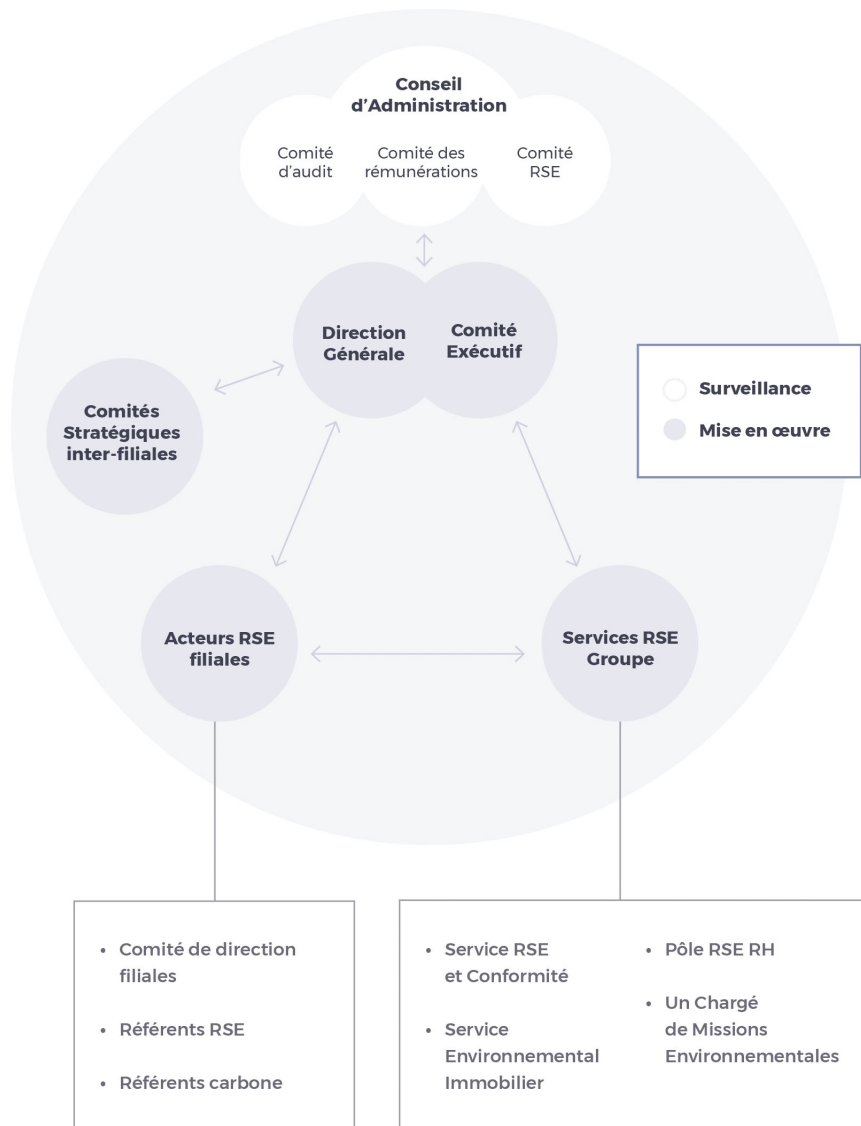 Conseil
d'Administration
Comité
d'audit
Comité des
rémunérations
Comité
RSE
Direction
Générale
Comité
Exécutif
Surveillance
Mise en œuvre
Comités
Stratégiques
inter-filiales
Acteurs RSE
filiales
Services RSE
Groupe
• Comité de direction
filiales
• Référents RSE
• Référents carbone
• Service RSE
et Conformité
• Service
Environnemental
Immobilier
• Pôle RSE RH
• Un Chargé
de Missions
Environnementales